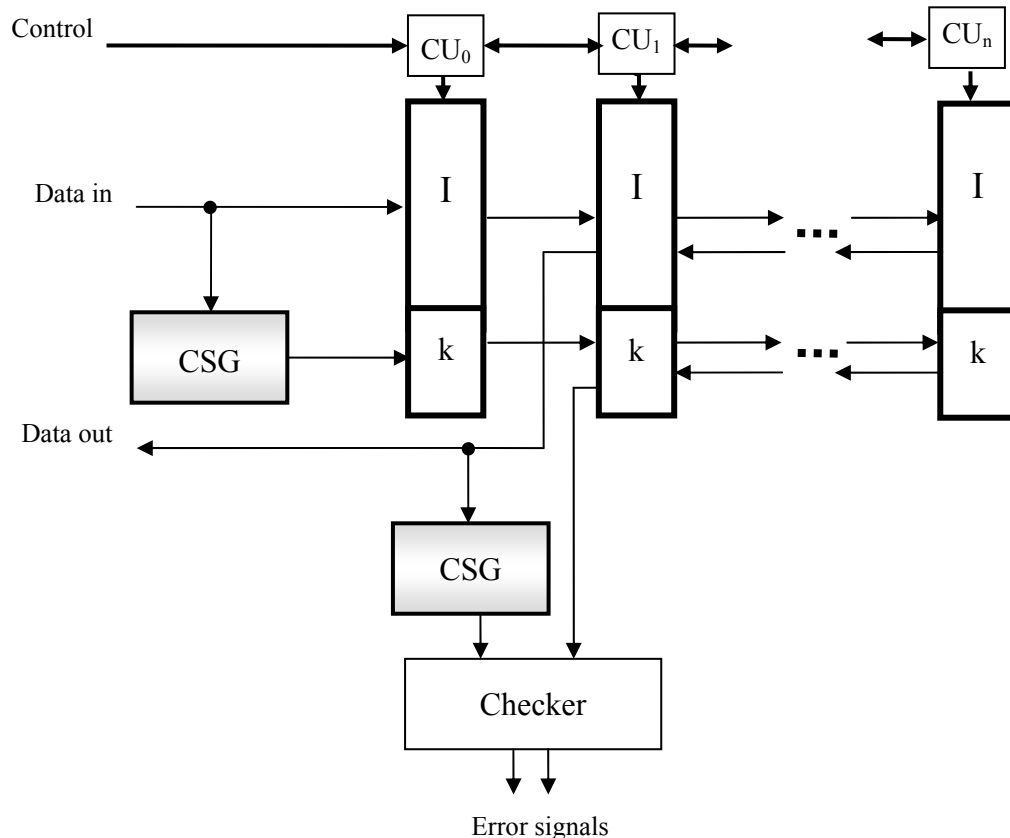 Control
CU₀
CU₁
CUₙ
Data in
I
I
I
...
CSG
k
k
k
...
Data out
CSG
Checker
Error signals